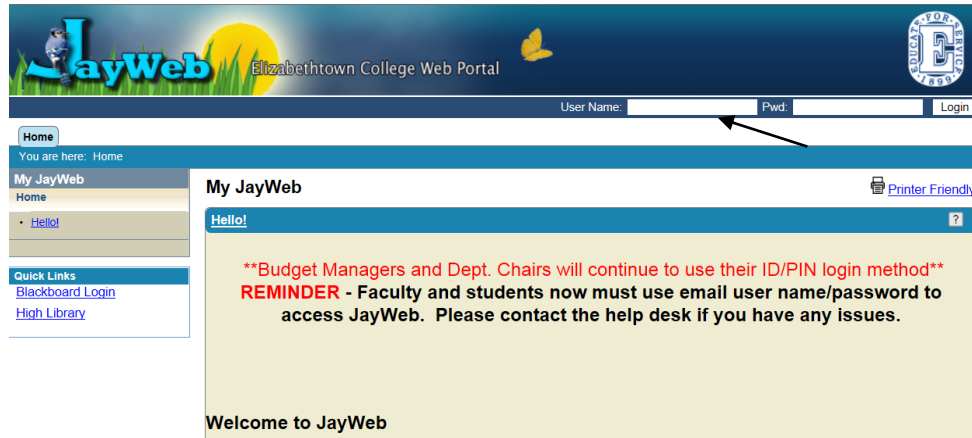 JayWeb
Elizabethtown College Web Portal
EDUCATE FOR SERVICE
1899
User Name:
Pwd:
Login
Home
You are here: Home
My JayWeb
Home
• Hello!
Quick Links
Blackboard Login
High Library
My JayWeb
Printer Friendly
Hello!
?
**Budget Managers and Dept. Chairs will continue to use their ID/PIN login method**
REMINDER - Faculty and students now must use email user name/password to
access JayWeb. Please contact the help desk if you have any issues.
Welcome to JayWeb